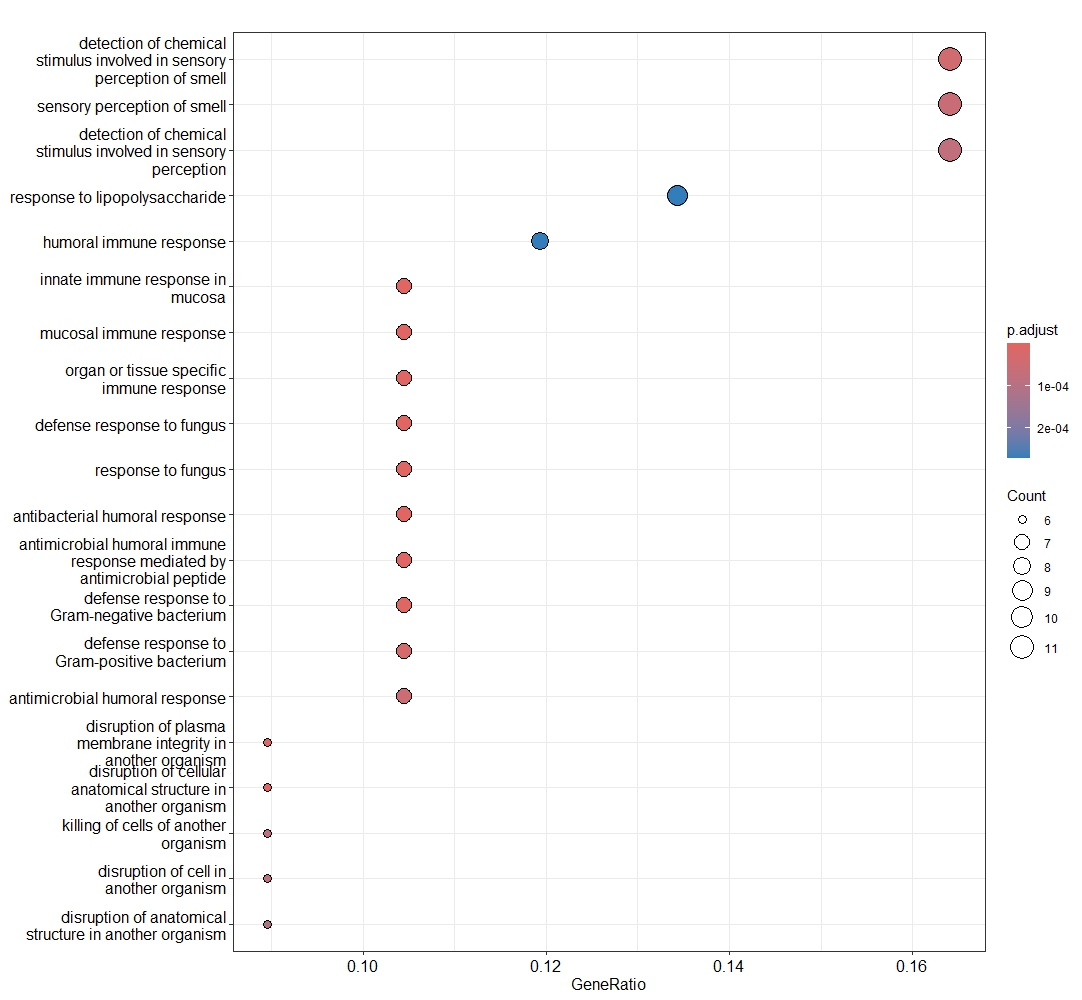 detection of chemical
stimulus involved in sensory
perception of smell
sensory perception of smell
detection of chemical
stimulus involved in sensory
perception
response to lipopolysaccharide
humoral immune response
innate immune response in
mucosa
mucosal immune response
organ or tissue specific
immune response
defense response to fungus
response to fungus
antibacterial humoral response
antimicrobial humoral immune
response mediated by
antimicrobial peptide
defense response to
Gram-negative bacterium
defense response to
Gram-positive bacterium
antimicrobial humoral response
disruption of plasma
membrane integrity in
another organism
disruption of cellular
anatomical structure in
another organism
killing of cells of another
organism
disruption of cell in
another organism
disruption of anatomical
structure in another organism
0.10 0.12 0.14 0.16
GeneRatio
p.adjust
1e-04
2e-04
Count
6
7
8
9
10
11